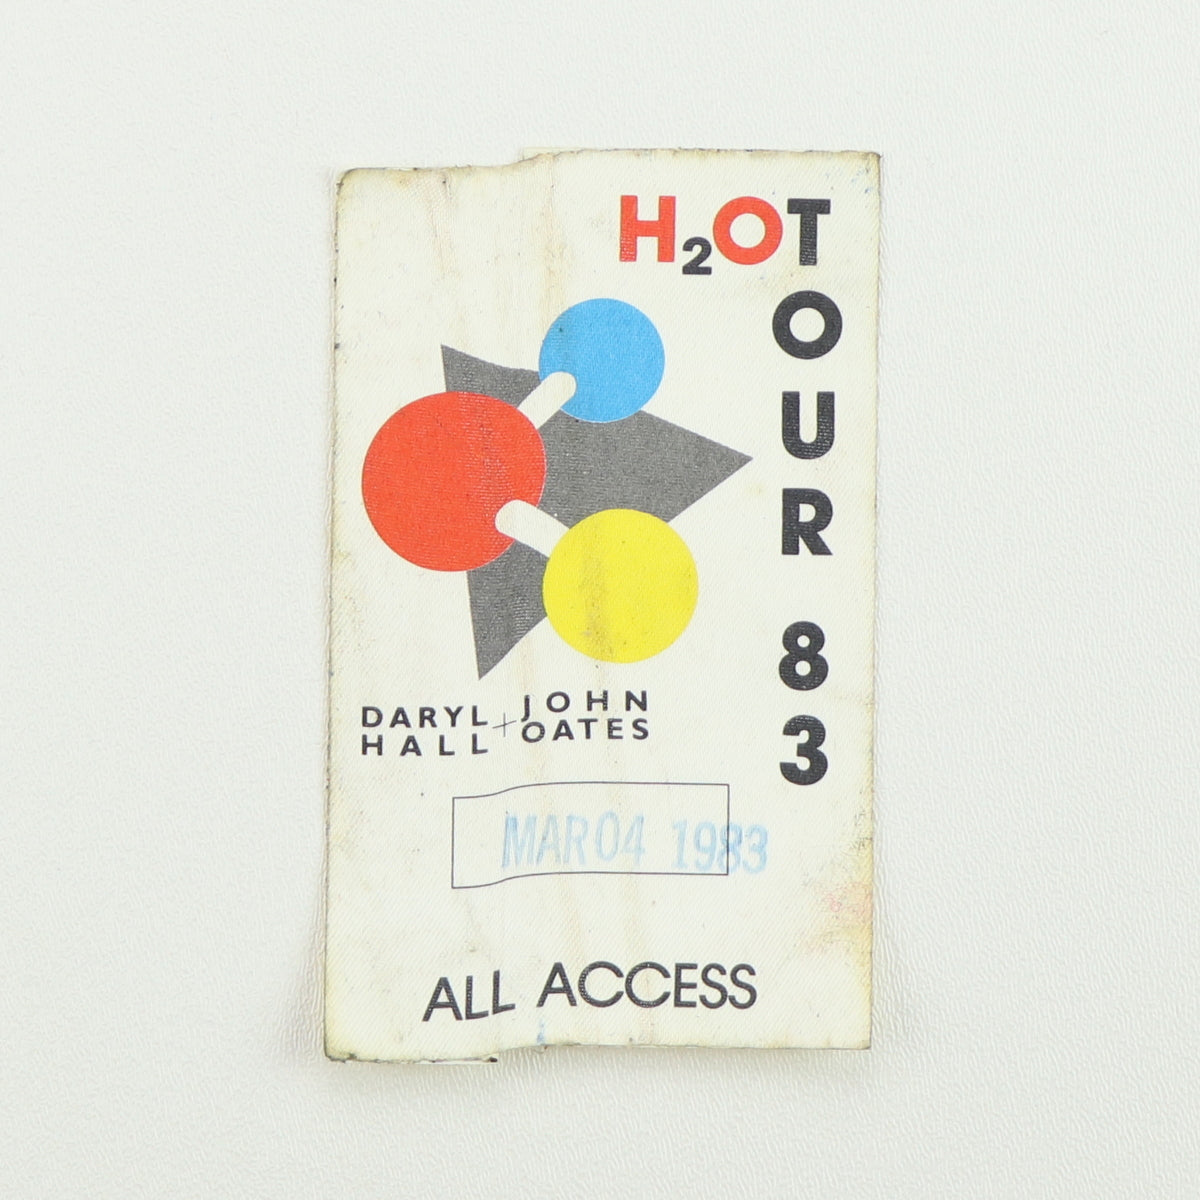 H2O TOUR 83
DARYL HALL + JOHN OATES
MAR 04 1983
ALL ACCESS